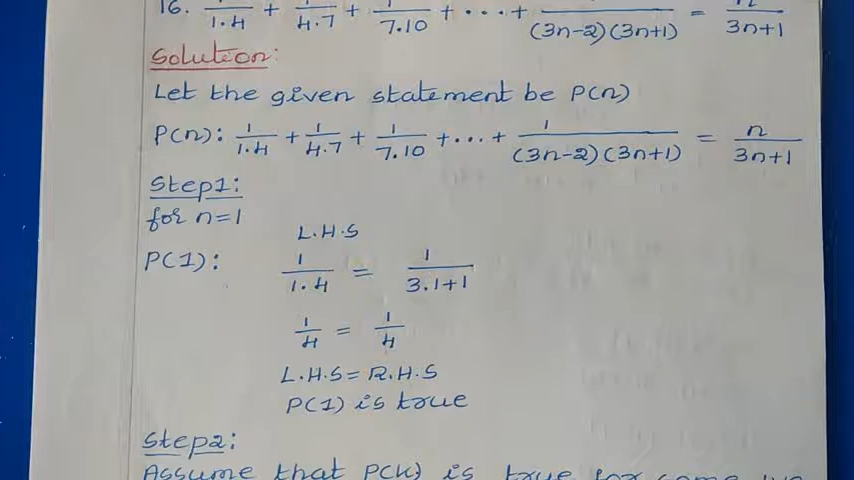 16. 1/1.4 + 1/4.7 + 1/7.10 + ... + 1/(3n-2)(3n+1) = n/3n+1
Solution:
Let the given statement be P(n)
P(n): 1/1.4 + 1/4.7 + 1/7.10 + ... + 1/(3n-2)(3n+1) = n/3n+1
Step1:
for n=1
L.H.S
P(1): 1/1.4 = 1/3.1+1
1/4 = 1/4
L.H.S = R.H.S
P(1) is true
Step2:
Assume that P(k) is true for some